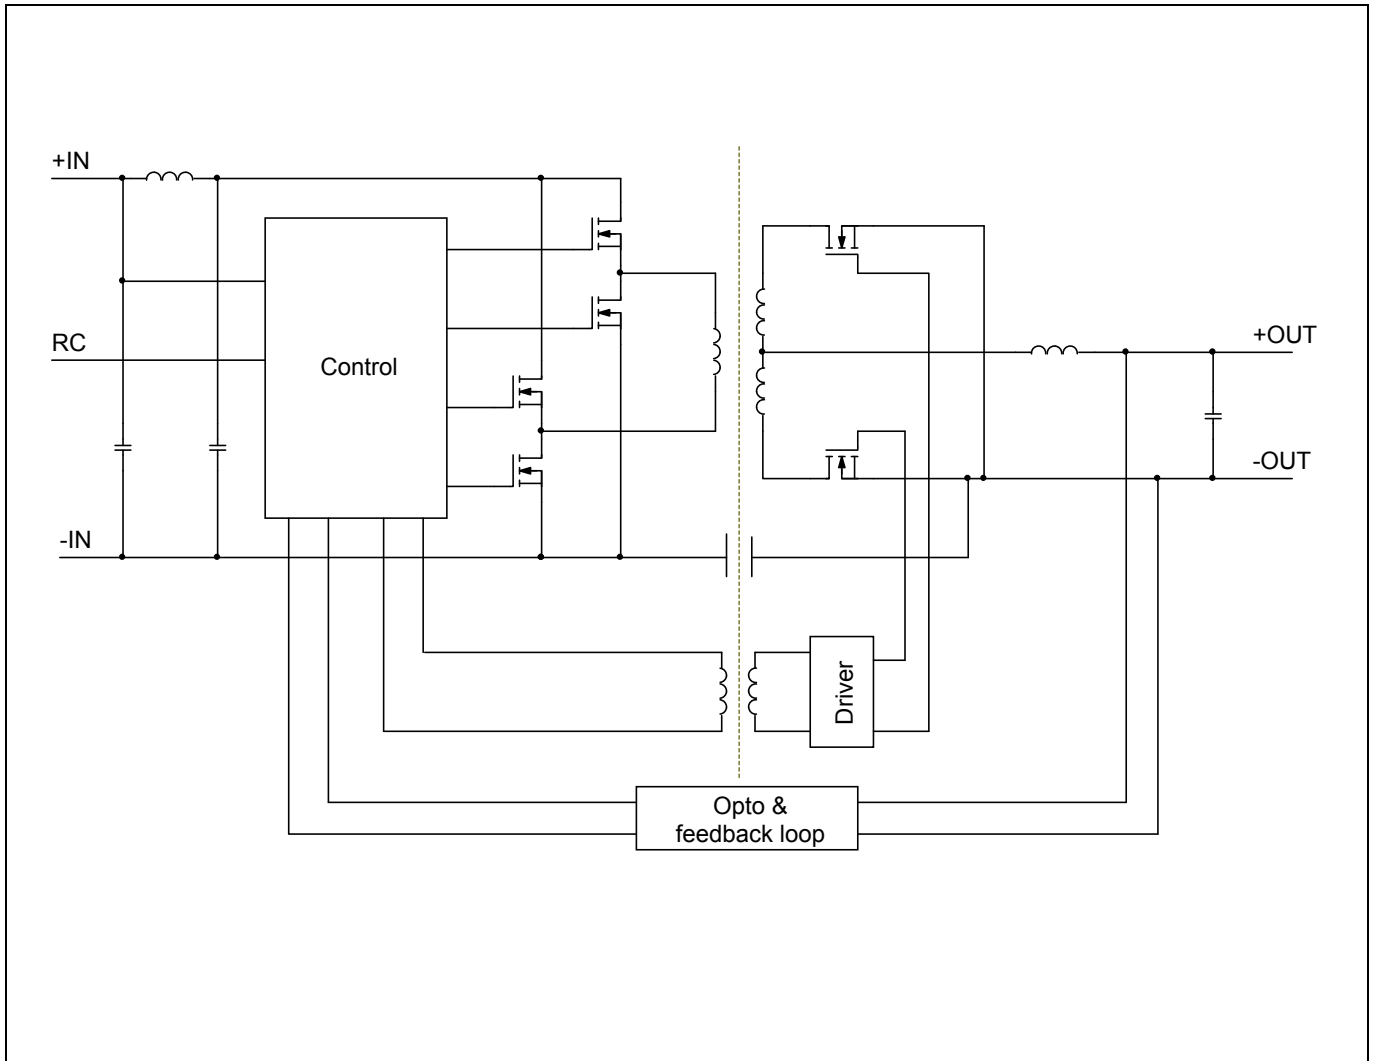 +IN
RC
Control
-IN
+OUT
-OUT
Driver
Opto &
feedback loop